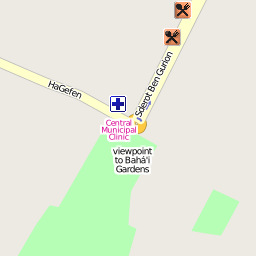 Sderot Ben Gurion
HaGefen
Central
Municipal
Clinic
viewpoint
to Bahá'i
Gardens